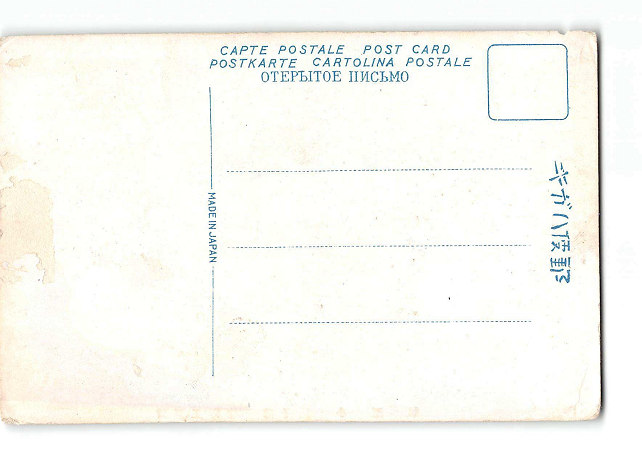 CAPTE POSTALE POST CARD
POSTKARTE CARTOLINA POSTALE
ОТЕРЫТОЕ ПИСЬМО
MADE IN JAPAN
郵便ハガキ